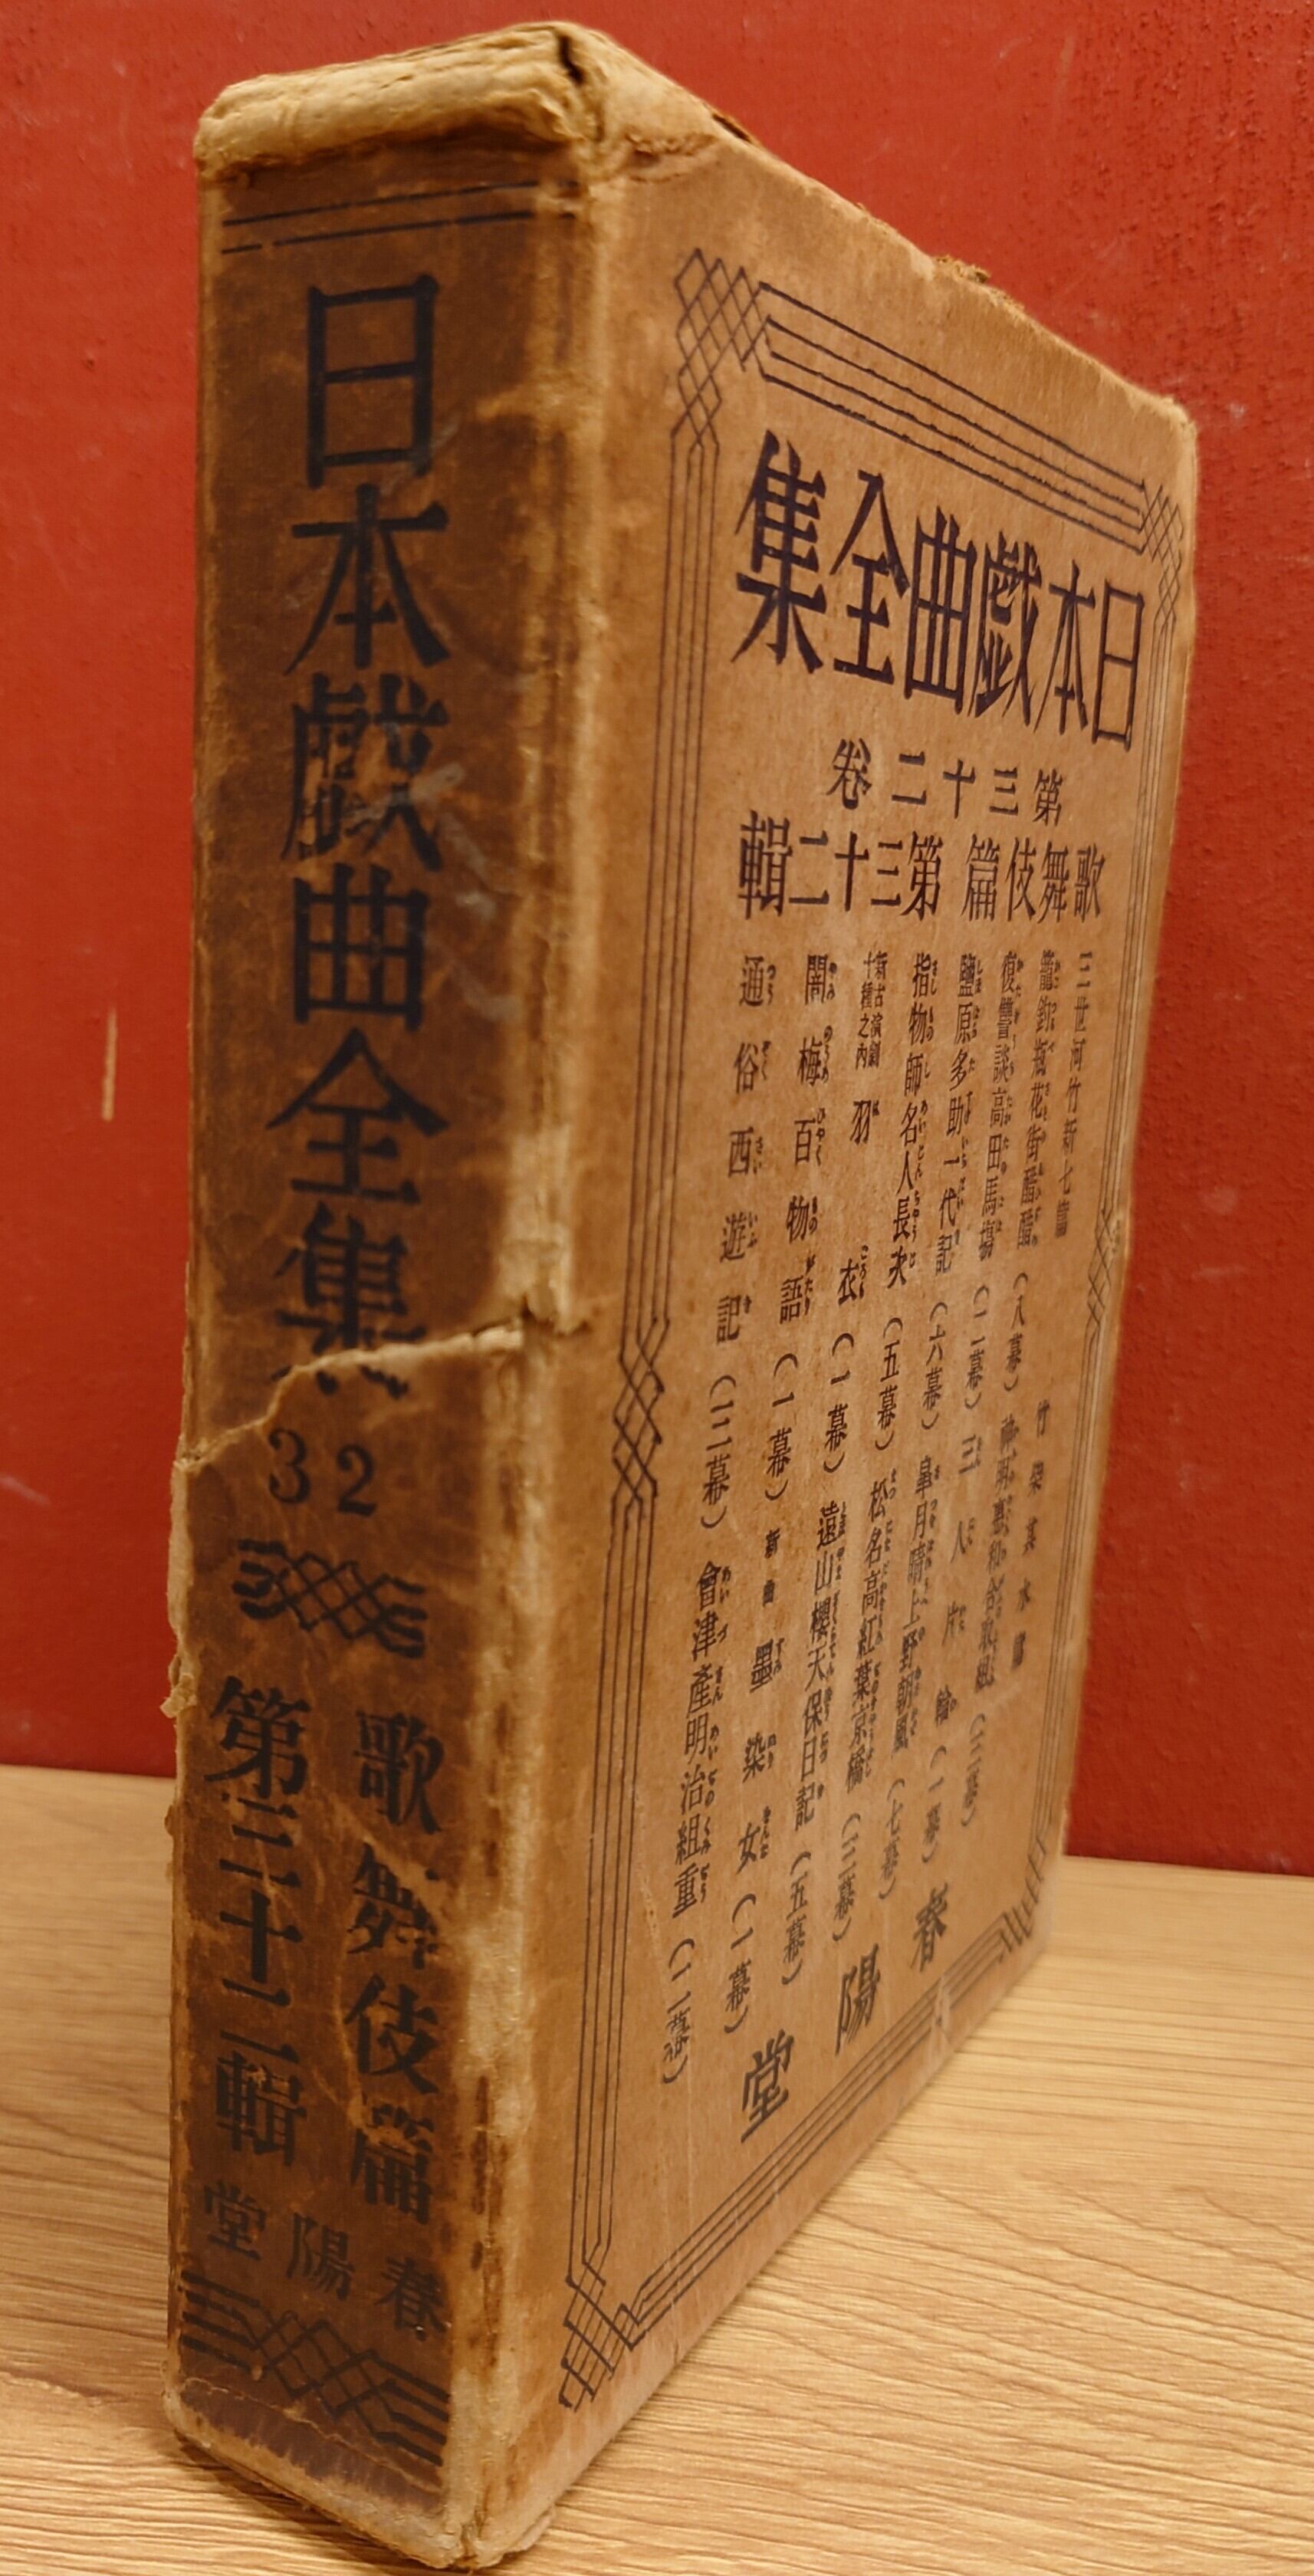 日本戯曲全集
32
歌舞伎篇
第三十二輯
春陽堂
日本戯曲全集
第三十二卷
歌舞伎篇 第三十二輯
三世河竹新七篇
籠釣瓶花街酔醒（八幕）
復讐談高田馬場（二幕）
鹽原多助一代記（六幕）
指物師名人長次（五幕）
新古演劇十種之內 羽衣（一幕）
闇梅百物語（一幕）
通俗西遊記（二幕）
竹柴其水篇
神明惠和合取組（三幕）
三人片輪（一幕）
皐月晴上野朝風（七幕）
松名高紅葉京橋（三幕）
遠山櫻天保日記（五幕）
新曲 墨染女（一幕）
會津產明治組重（二幕）
春陽堂